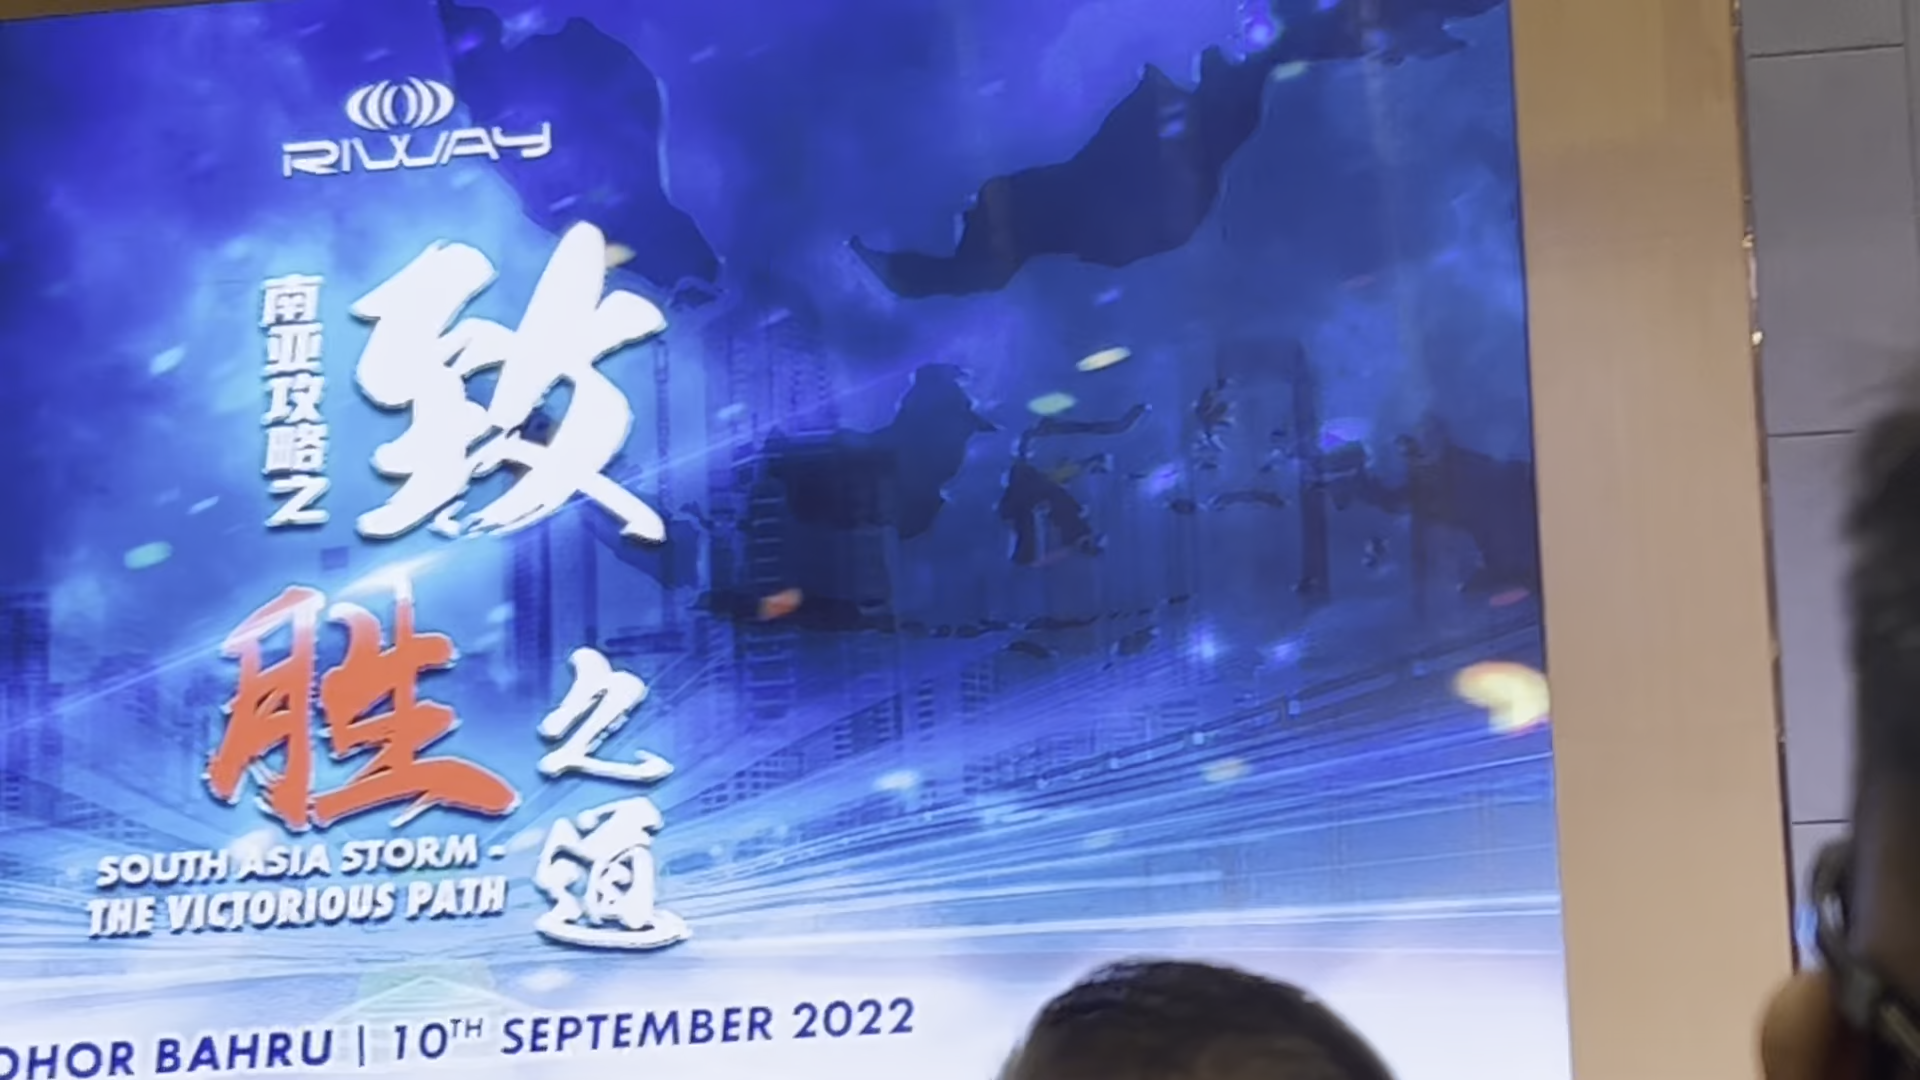 RIWAY
南亚攻略之
致
胜
之道
SOUTH ASIA STORM -
THE VICTORIOUS PATH
OHOR BAHRU | 10TH SEPTEMBER 2022